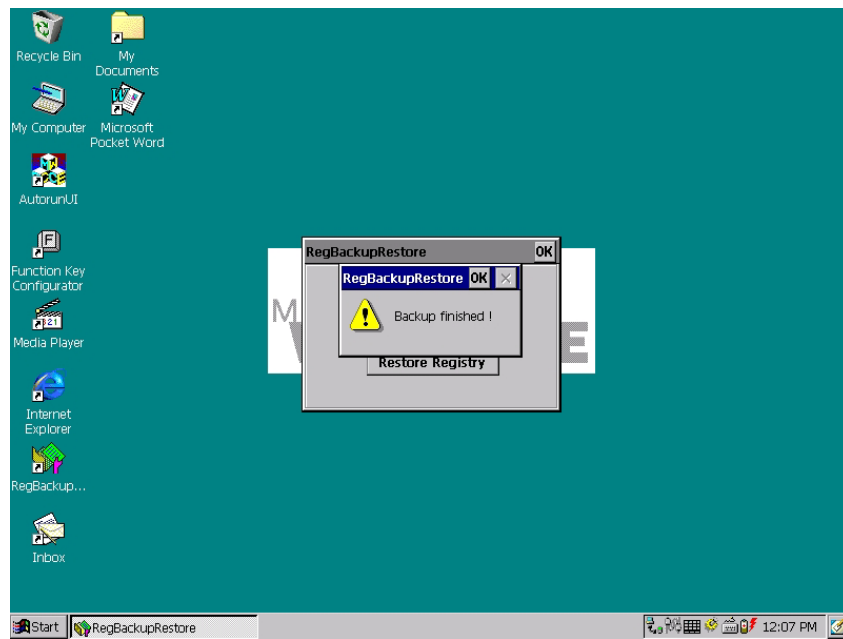 Recycle Bin
My
Documents
My Computer
Microsoft
Pocket Word
AutorunUI
Function Key
Configurator
Media Player
Internet
Explorer
RegBackup...
Inbox
RegBackupRestore
OK
RegBackupRestore
OK
Backup finished !
Restore Registry
M
E
Start
RegBackupRestore
12:07 PM